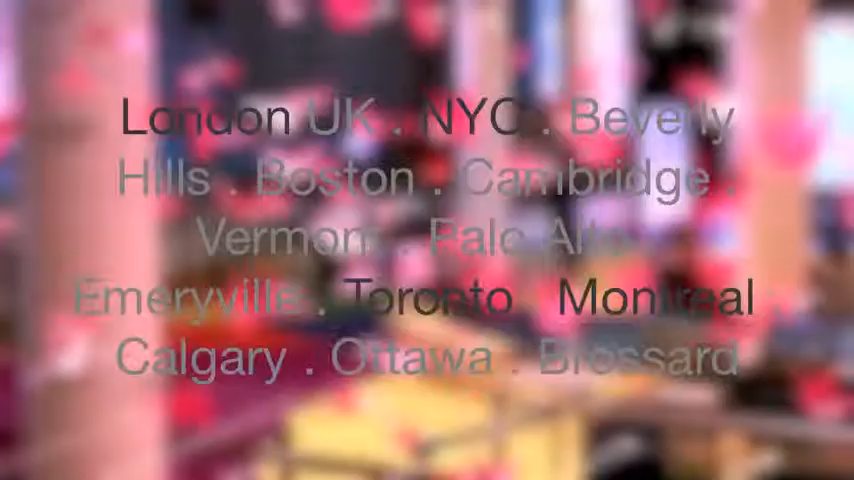 London UK . NYC . Beverly
Hills . Boston . Cambridge .
Vermont . Palo Alto .
Emeryville . Toronto . Montreal .
Calgary . Ottawa . Brossard